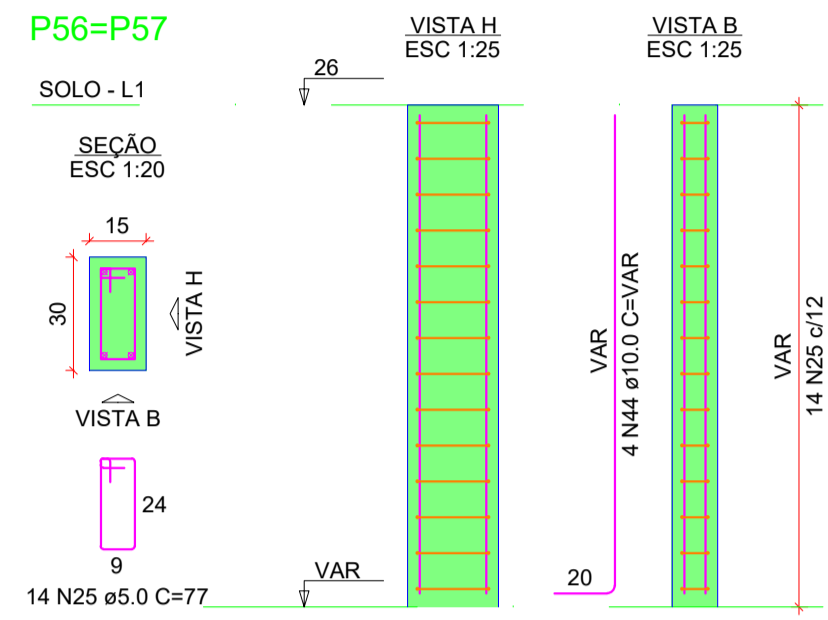 P56=P57
SOLO - L1
SEÇÃO
ESC 1:20
15
30
VISTA H
VISTA B
24
9
14 N25 ø5.0 C=77
VISTA H
ESC 1:25
26
VAR
VAR
4 N44 ø10.0 C=VAR
20
VISTA B
ESC 1:25
VAR
14 N25 c/12